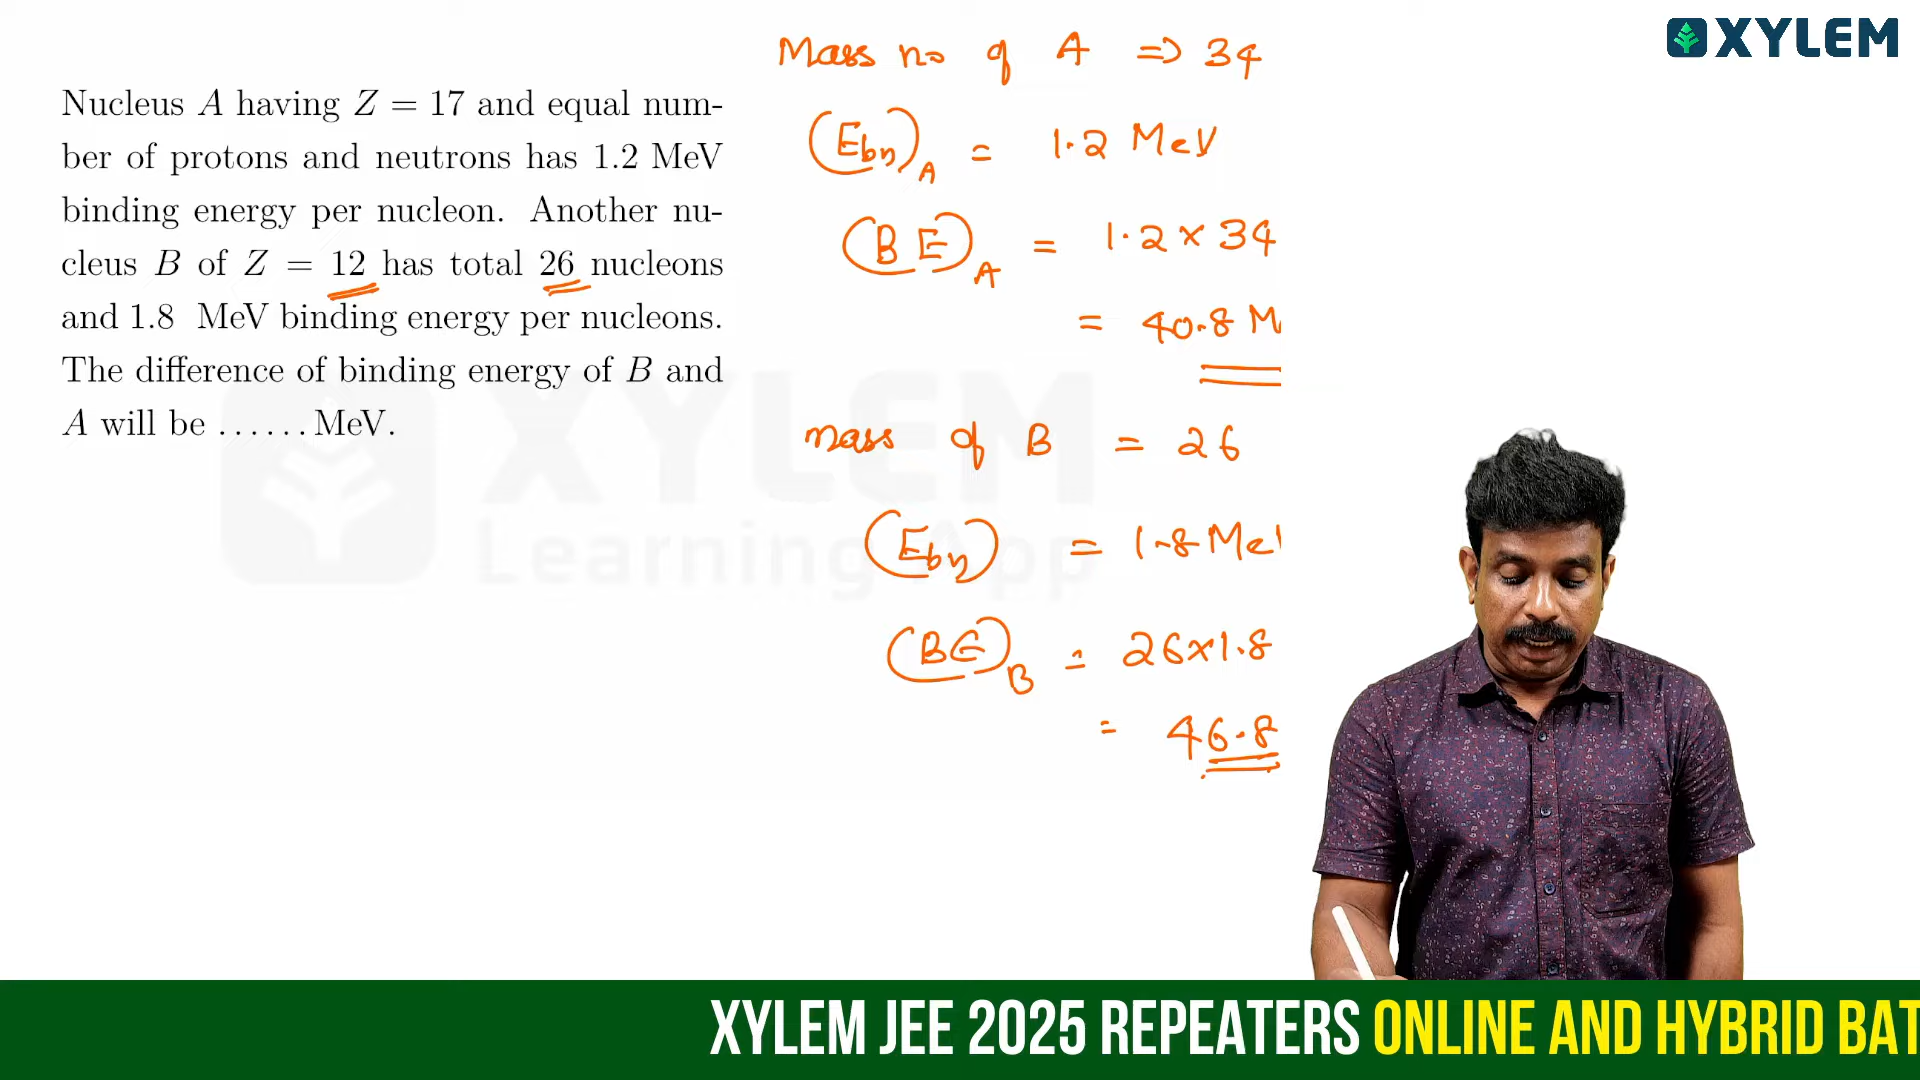 XYLEM
Nucleus A having Z = 17 and equal num-
ber of protons and neutrons has 1.2 MeV
binding energy per nucleon. Another nu-
cleus B of Z = 12 has total 26 nucleons
and 1.8 MeV binding energy per nucleons.
The difference of binding energy of B and
A will be ......MeV.
Mass no of A => 34
(Ebn)A = 1.2 MeV
(BE)A = 1.2 × 34
= 40.8 M
mass of B = 26
(Ebn) = 1.8 MeV
(BE)B = 26×1.8
= 46.8
XYLEM
Learning App
XYLEM JEE 2025 REPEATERS ONLINE AND HYBRID BAT